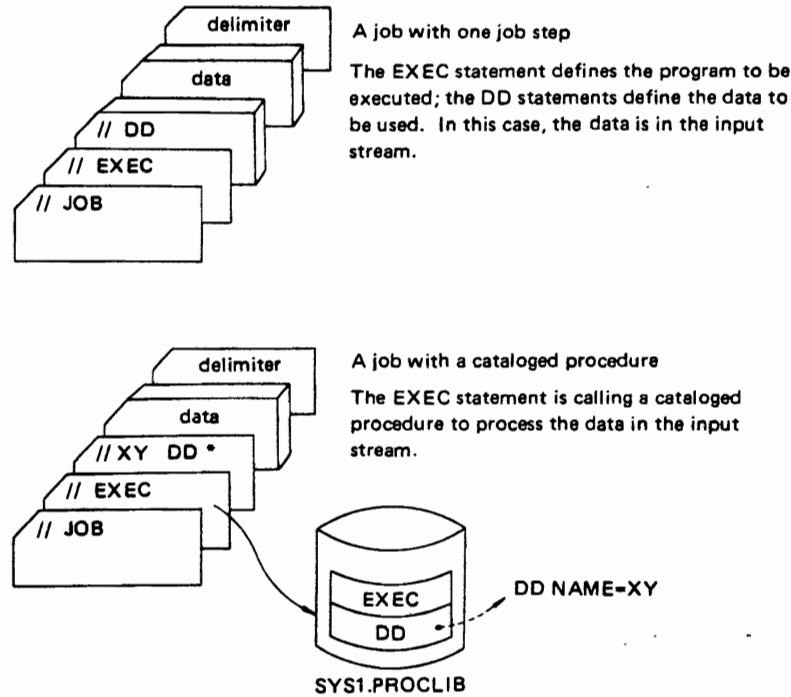 delimiter
data
// DD
// EXEC
// JOB
A job with one job step
The EXEC statement defines the program to be
executed; the DD statements define the data to
be used. In this case, the data is in the input
stream.
delimiter
data
//XY DD *
// EXEC
// JOB
A job with a cataloged procedure
The EXEC statement is calling a cataloged
procedure to process the data in the input
stream.
EXEC
DD
DD NAME=XY
SYS1.PROCLIB